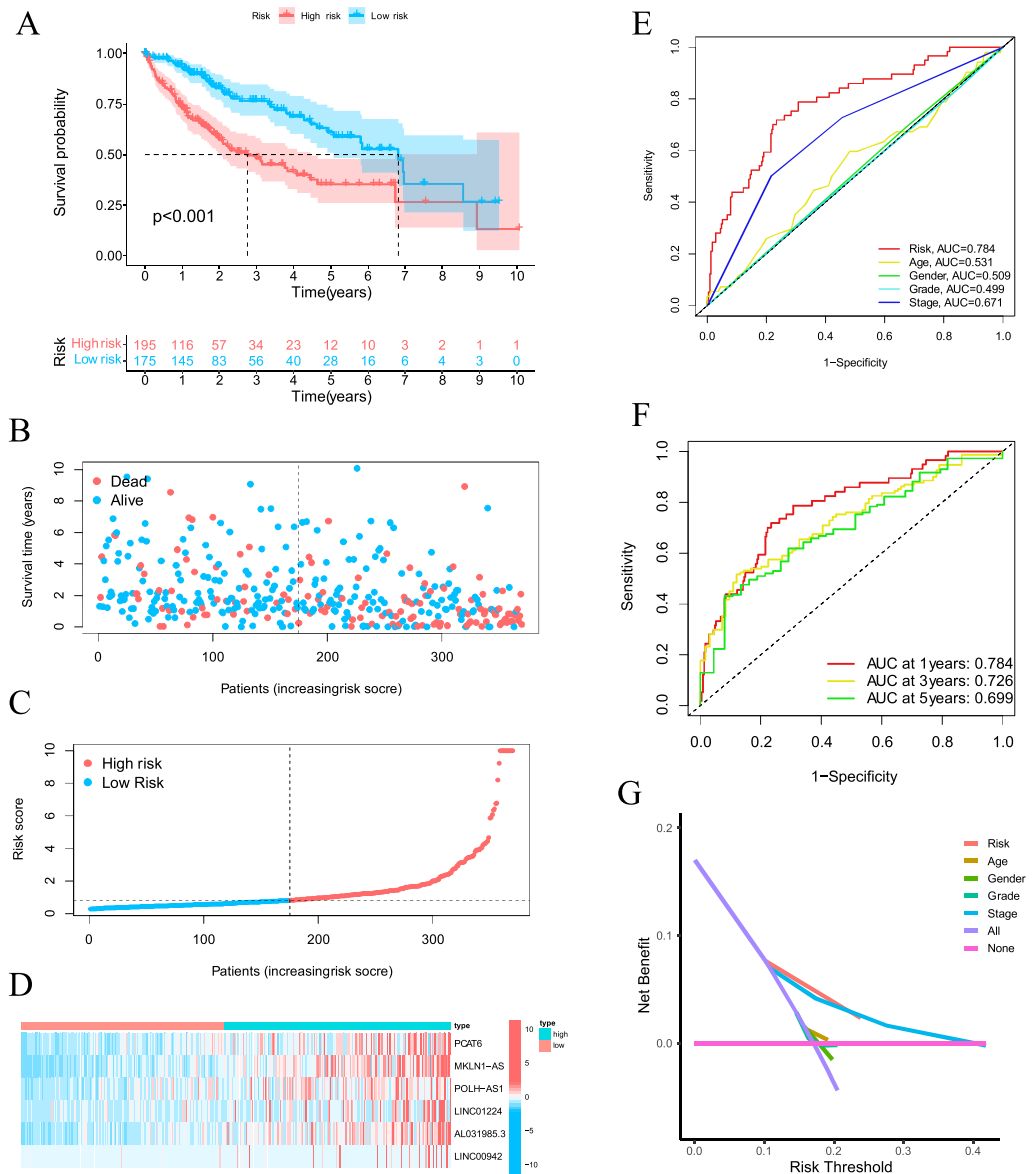 A
Risk High risk Low risk
Survival probability
1.00
0.75
0.50
0.25
0.00
p<0.001
0 1 2 3 4 5 6 7 8 9 10
Time(years)
Risk
High risk 195 116 57 34 23 12 10 3 2 1 1
Low risk 175 145 83 56 40 28 16 6 4 3 0
0 1 2 3 4 5 6 7 8 9 10
Time(years)
B
Survival time (years)
10
8
6
4
2
0
Dead
Alive
0 100 200 300
Patients (increasingrisk socre)
C
Risk score
10
8
6
4
2
0
High risk
Low Risk
0 100 200 300
Patients (increasingrisk socre)
D
type
PCAT6
MKLN1-AS
POLH-AS1
LINC01224
AL031985.3
LINC00942
10
5
0
-5
-10
type
high
low
E
Sensitivity
1.0
0.8
0.6
0.4
0.2
0.0
Risk, AUC=0.784
Age, AUC=0.531
Gender, AUC=0.509
Grade, AUC=0.499
Stage, AUC=0.671
0.0 0.2 0.4 0.6 0.8 1.0
1-Specificity
F
Sensitivity
1.0
0.8
0.6
0.4
0.2
0.0
AUC at 1years: 0.784
AUC at 3years: 0.726
AUC at 5years: 0.699
0.0 0.2 0.4 0.6 0.8 1.0
1-Specificity
G
Net Benefit
0.2
0.1
0.0
Risk
Age
Gender
Grade
Stage
All
None
0.0 0.1 0.2 0.3 0.4
Risk Threshold